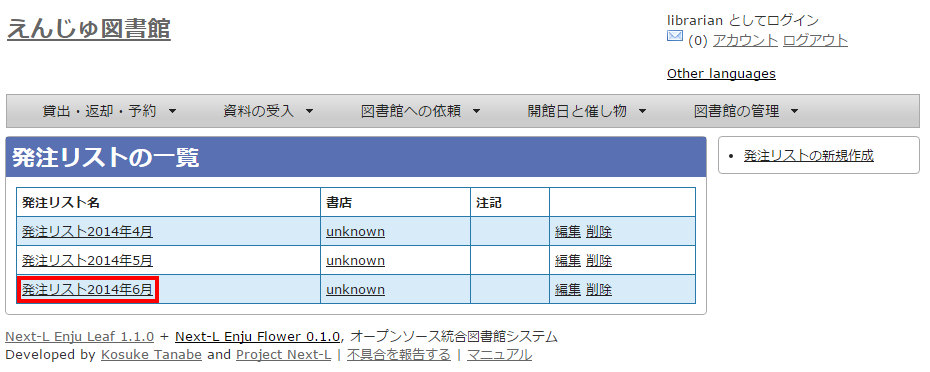 えんじゅ図書館
librarian としてログイン
(0) アカウント ログアウト
Other languages
貸出・返却・予約 ▼ 資料の受入 ▼ 図書館への依頼 ▼ 開館日と催し物 ▼ 図書館の管理 ▼
発注リストの一覧
• 発注リストの新規作成
発注リスト名 書店 注記
発注リスト2014年4月 unknown 編集 削除
発注リスト2014年5月 unknown 編集 削除
発注リスト2014年6月 unknown 編集 削除
Next-L Enju Leaf 1.1.0 + Next-L Enju Flower 0.1.0, オープンソース統合図書館システム
Developed by Kosuke Tanabe and Project Next-L | 不具合を報告する | マニュアル